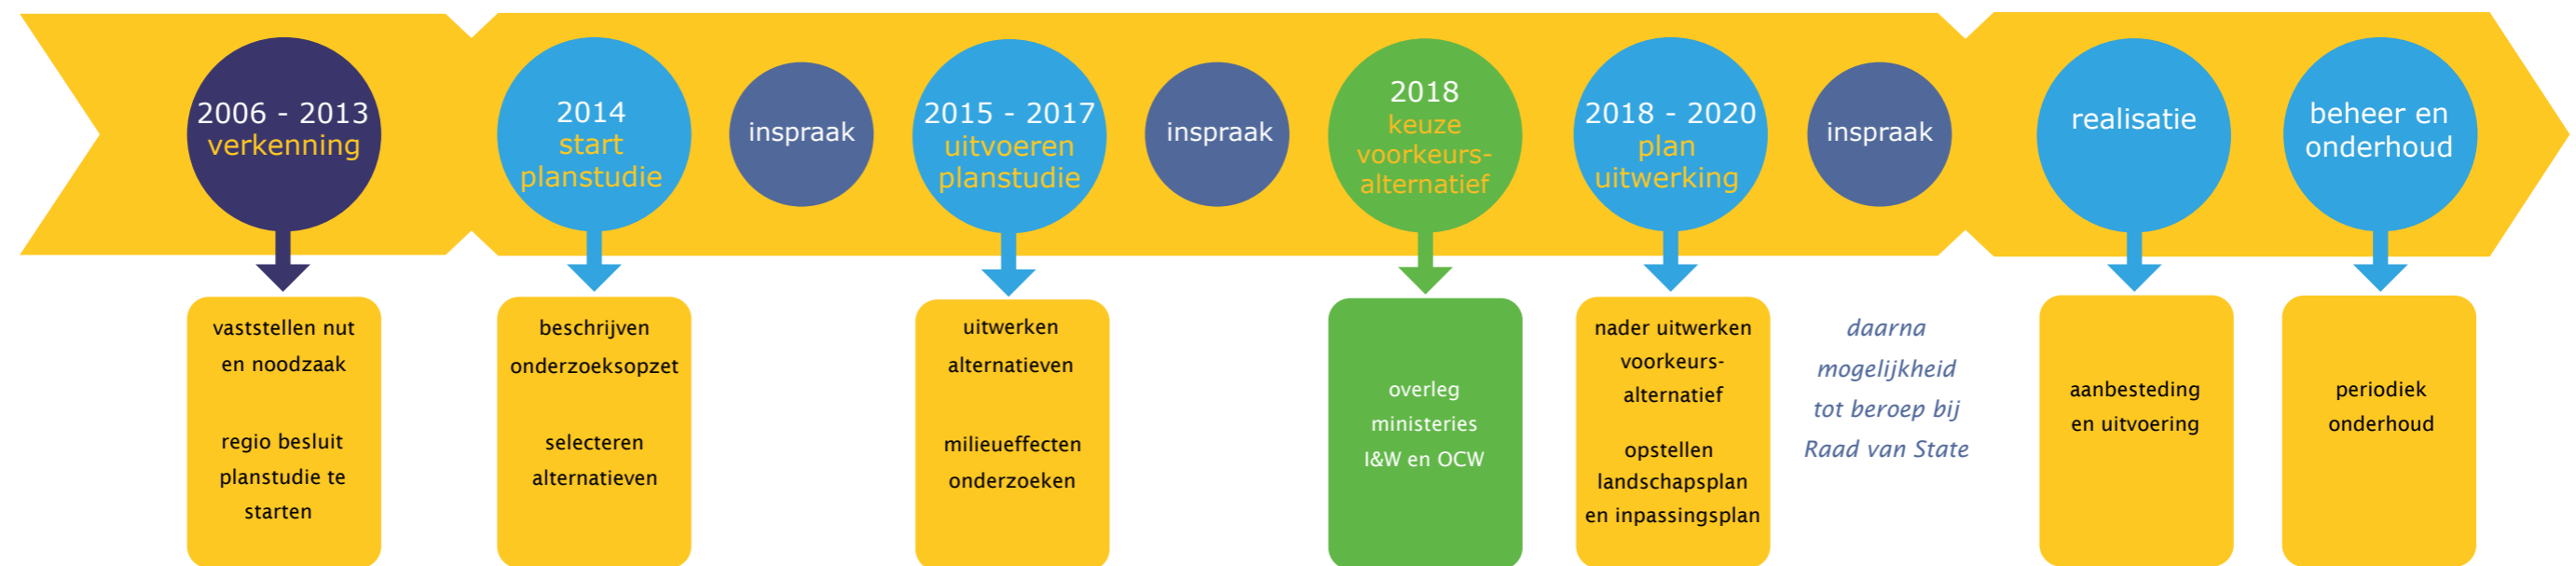 2006 - 2013
verkenning
2014
start
planstudie
inspraak
2015 - 2017
uitvoeren
planstudie
inspraak
2018
keuze
voorkeurs-
alternatief
2018 - 2020
plan
uitwerking
inspraak
realisatie
beheer en
onderhoud
vaststellen nut
en noodzaak
regio besluit
planstudie te
starten
beschrijven
onderzoeksopzet
selecteren
alternatieven
uitwerken
alternatieven
milieueffecten
onderzoeken
overleg
ministeries
I&W en OCW
nader uitwerken
voorkeurs-
alternatief
opstellen
landschapsplan
en inpassingsplan
daarna
mogelijkheid
tot beroep bij
Raad van State
aanbesteding
en uitvoering
periodiek
onderhoud